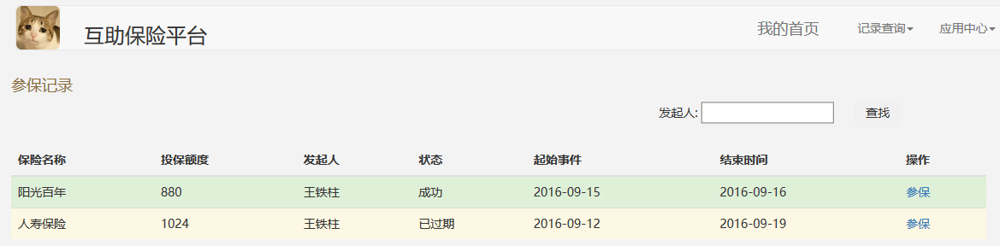 互助保险平台 我的首页 记录查询 应用中心
参保记录
发起人: 查找
保险名称 投保额度 发起人 状态 起始事件 结束时间 操作
阳光百年 880 王铁柱 成功 2016-09-15 2016-09-16 参保
人寿保险 1024 王铁柱 已过期 2016-09-12 2016-09-19 参保